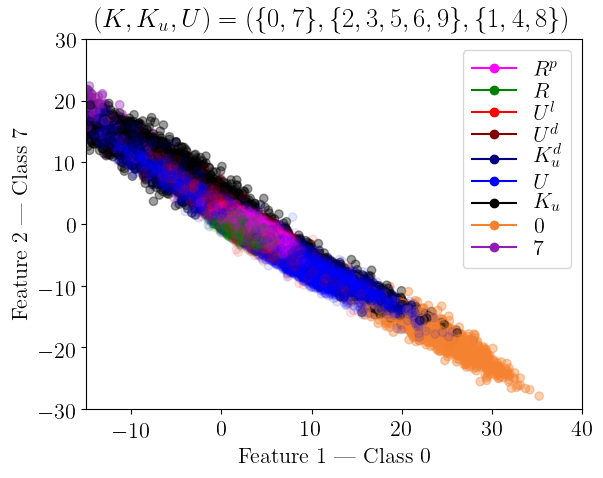 (K, K_u, U) = ({0, 7}, {2, 3, 5, 6, 9}, {1, 4, 8})
30
20
10
0
−10
−20
−30
Feature 2 — Class 7
R^p
R
U^l
U^d
K_u^d
U
K_u
0
7
−10 0 10 20 30 40
Feature 1 — Class 0